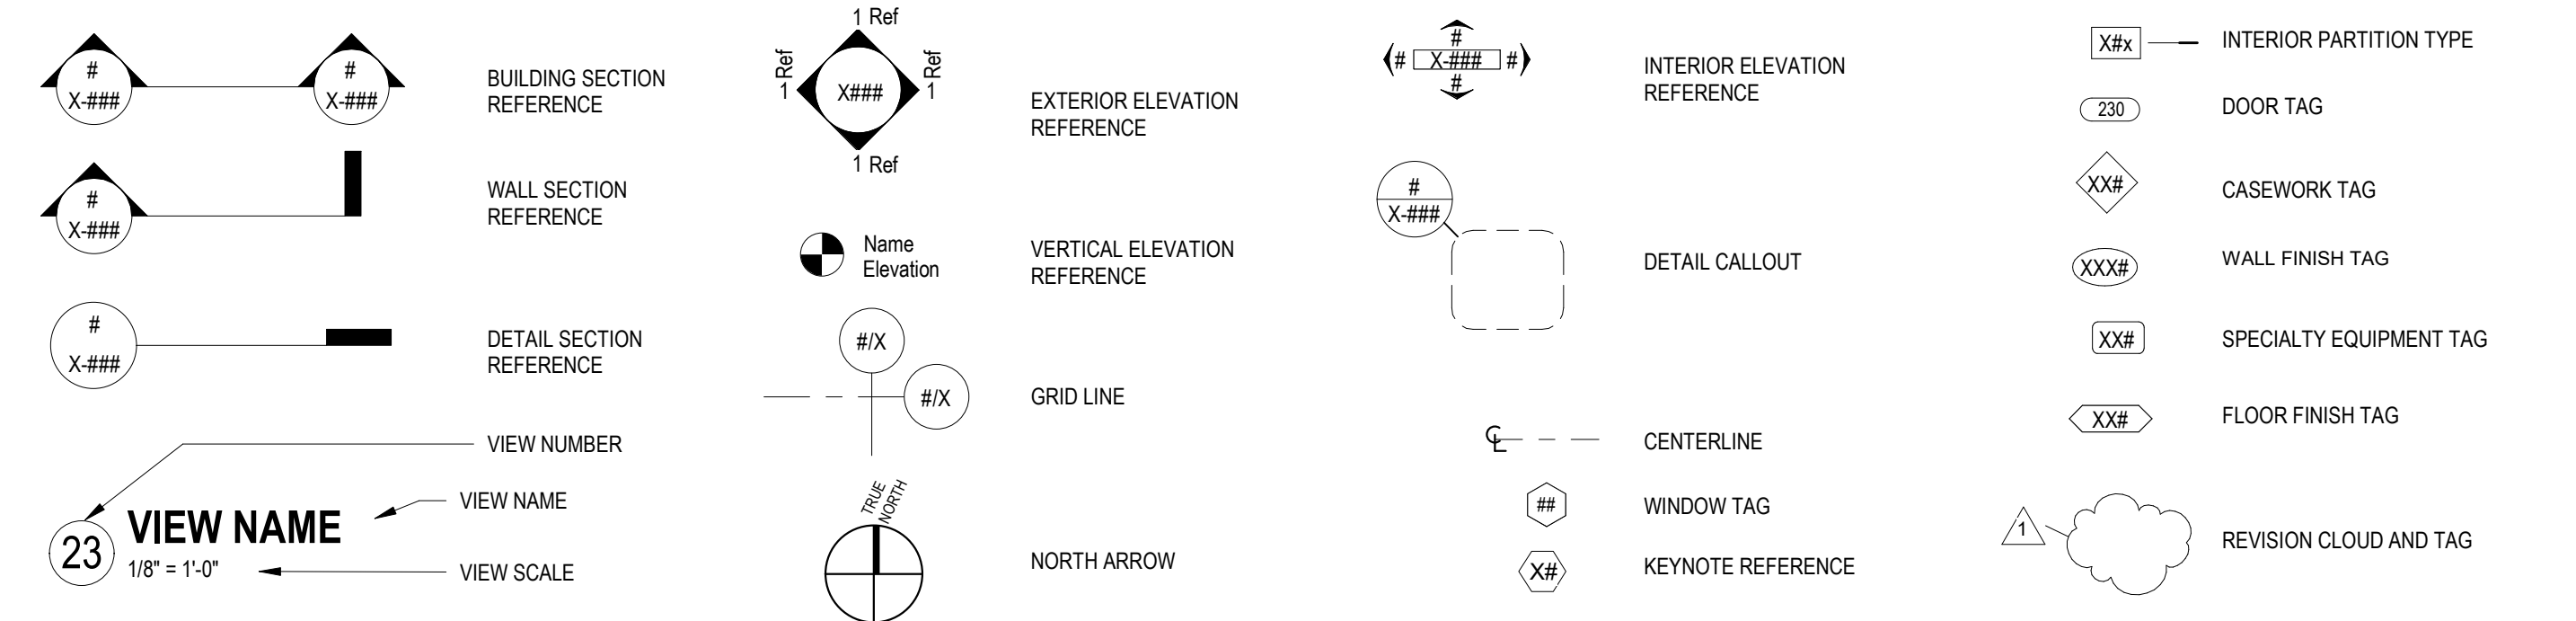 #
X-###
#
X-###
BUILDING SECTION
REFERENCE
#
X-###
WALL SECTION
REFERENCE
#
X-###
DETAIL SECTION
REFERENCE
VIEW NUMBER
VIEW NAME
23
VIEW NAME
1/8" = 1'-0"
VIEW SCALE
1 Ref
1 Ref
X###
1 Ref
1 Ref
EXTERIOR ELEVATION
REFERENCE
Name
Elevation
VERTICAL ELEVATION
REFERENCE
#/X
#/X
GRID LINE
TRUE
NORTH
NORTH ARROW
#
# X-### #
#
INTERIOR ELEVATION
REFERENCE
#
X-###
DETAIL CALLOUT
CL
CENTERLINE
##
WINDOW TAG
X#
KEYNOTE REFERENCE
X#x
INTERIOR PARTITION TYPE
230
DOOR TAG
XX#
CASEWORK TAG
XXX#
WALL FINISH TAG
XX#
SPECIALTY EQUIPMENT TAG
XX#
FLOOR FINISH TAG
1
REVISION CLOUD AND TAG